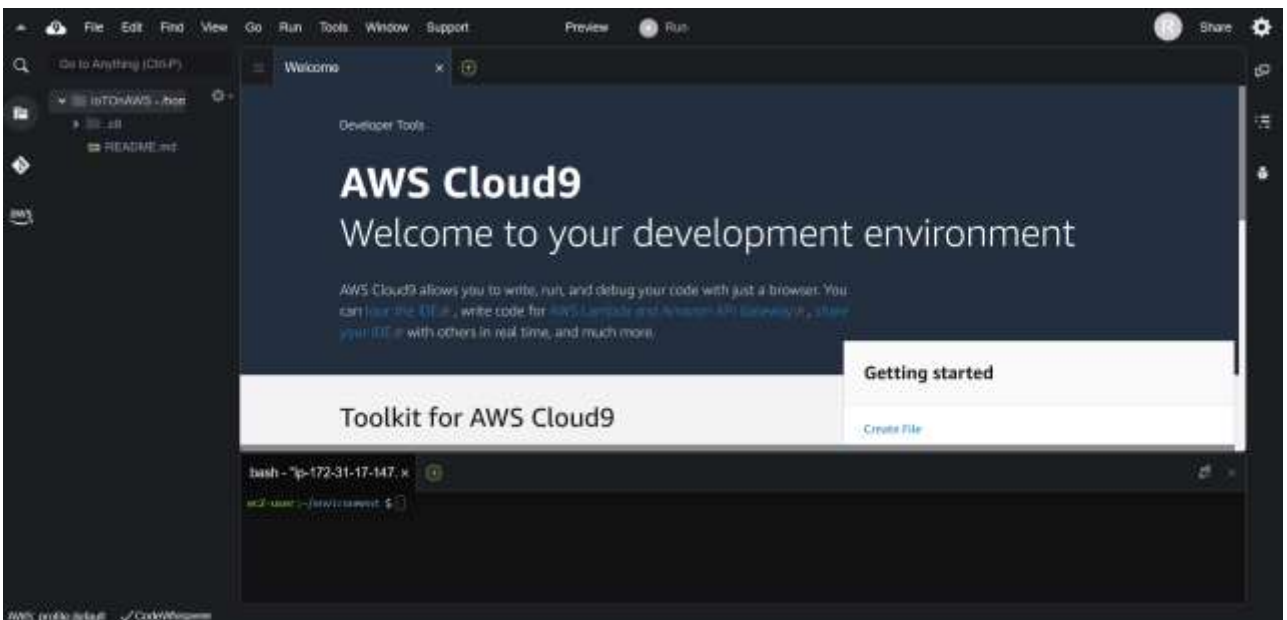 File Edit Find View Go Run Tools Window Support Preview Run Share
Go to Anything (Ctrl-P)
Welcome
IoTOnAWS - /hom
README.md
Developer Tools
AWS Cloud9
Welcome to your development environment
AWS Cloud9 allows you to write, run, and debug your code with just a browser. You
can tour the IDE, write code for AWS Lambda and Amazon API Gateway, share
your IDE with others in real time, and much more.
Getting started
Toolkit for AWS Cloud9
Create File
bash - "ip-172-31-17-147.
ec2-user:~/environment $
AWS: profile:default CodeWhisperer